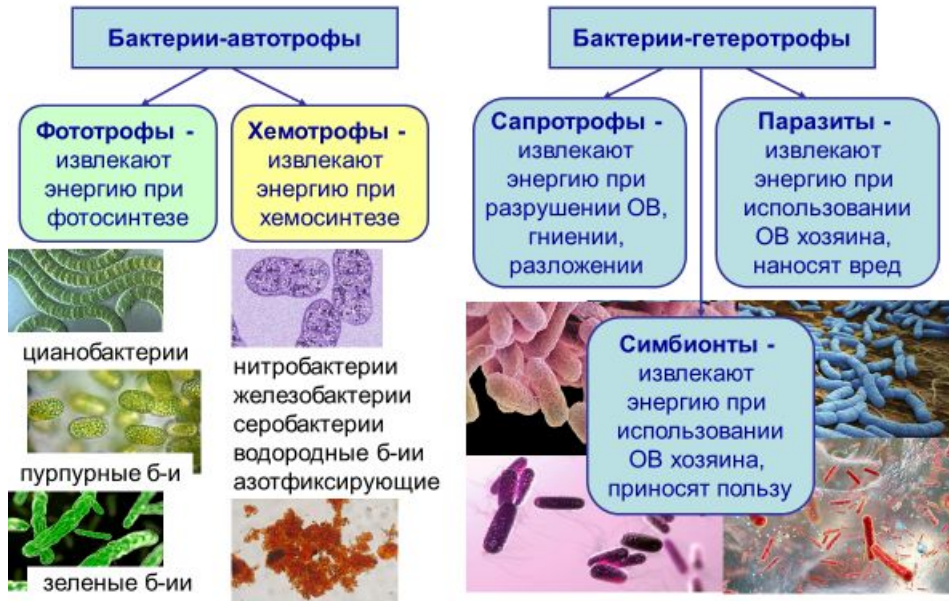 Бактерии-автотрофы
Фототрофы -
извлекают
энергию при
фотосинтезе
Хемотрофы -
извлекают
энергию при
хемосинтезе
цианобактерии
пурпурные б-и
зеленые б-ии
нитробактерии
железобактерии
серобактерии
водородные б-ии
азотфиксирующие
Бактерии-гетеротрофы
Сапротрофы -
извлекают
энергию при
разрушении ОВ,
гниении,
разложении
Паразиты -
извлекают
энергию при
использовании
ОВ хозяина,
наносят вред
Симбионты -
извлекают
энергию при
использовании
ОВ хозяина,
приносят пользу